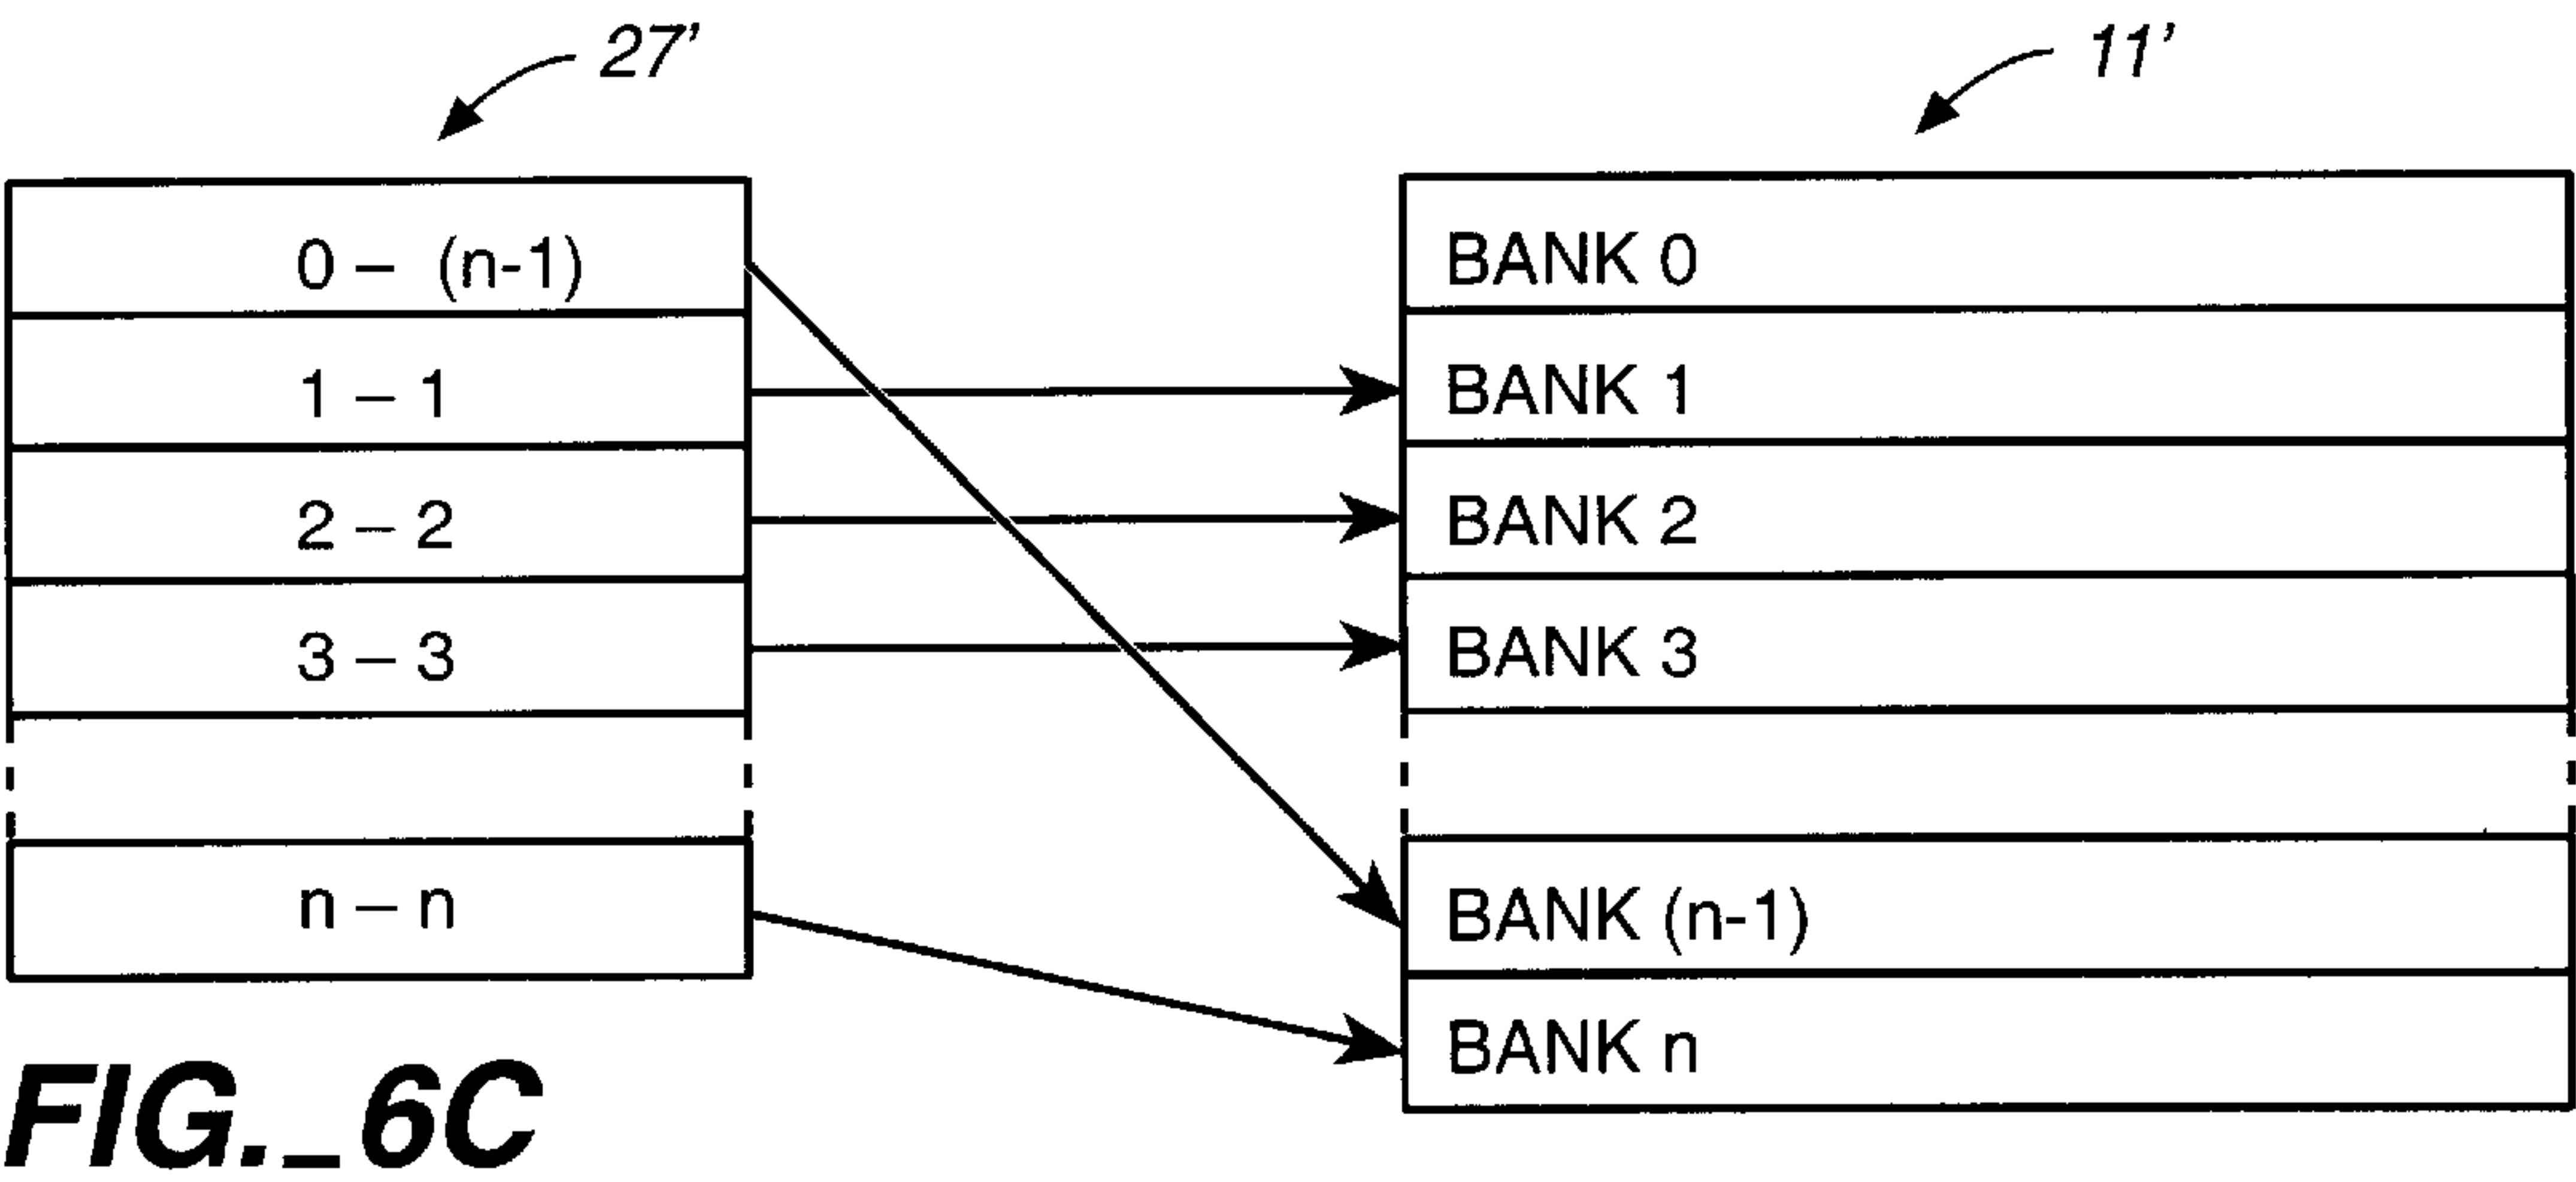 27'
11'
0 – (n-1)
1 – 1
2 – 2
3 – 3
n – n
BANK 0
BANK 1
BANK 2
BANK 3
BANK (n-1)
BANK n
FIG._6C